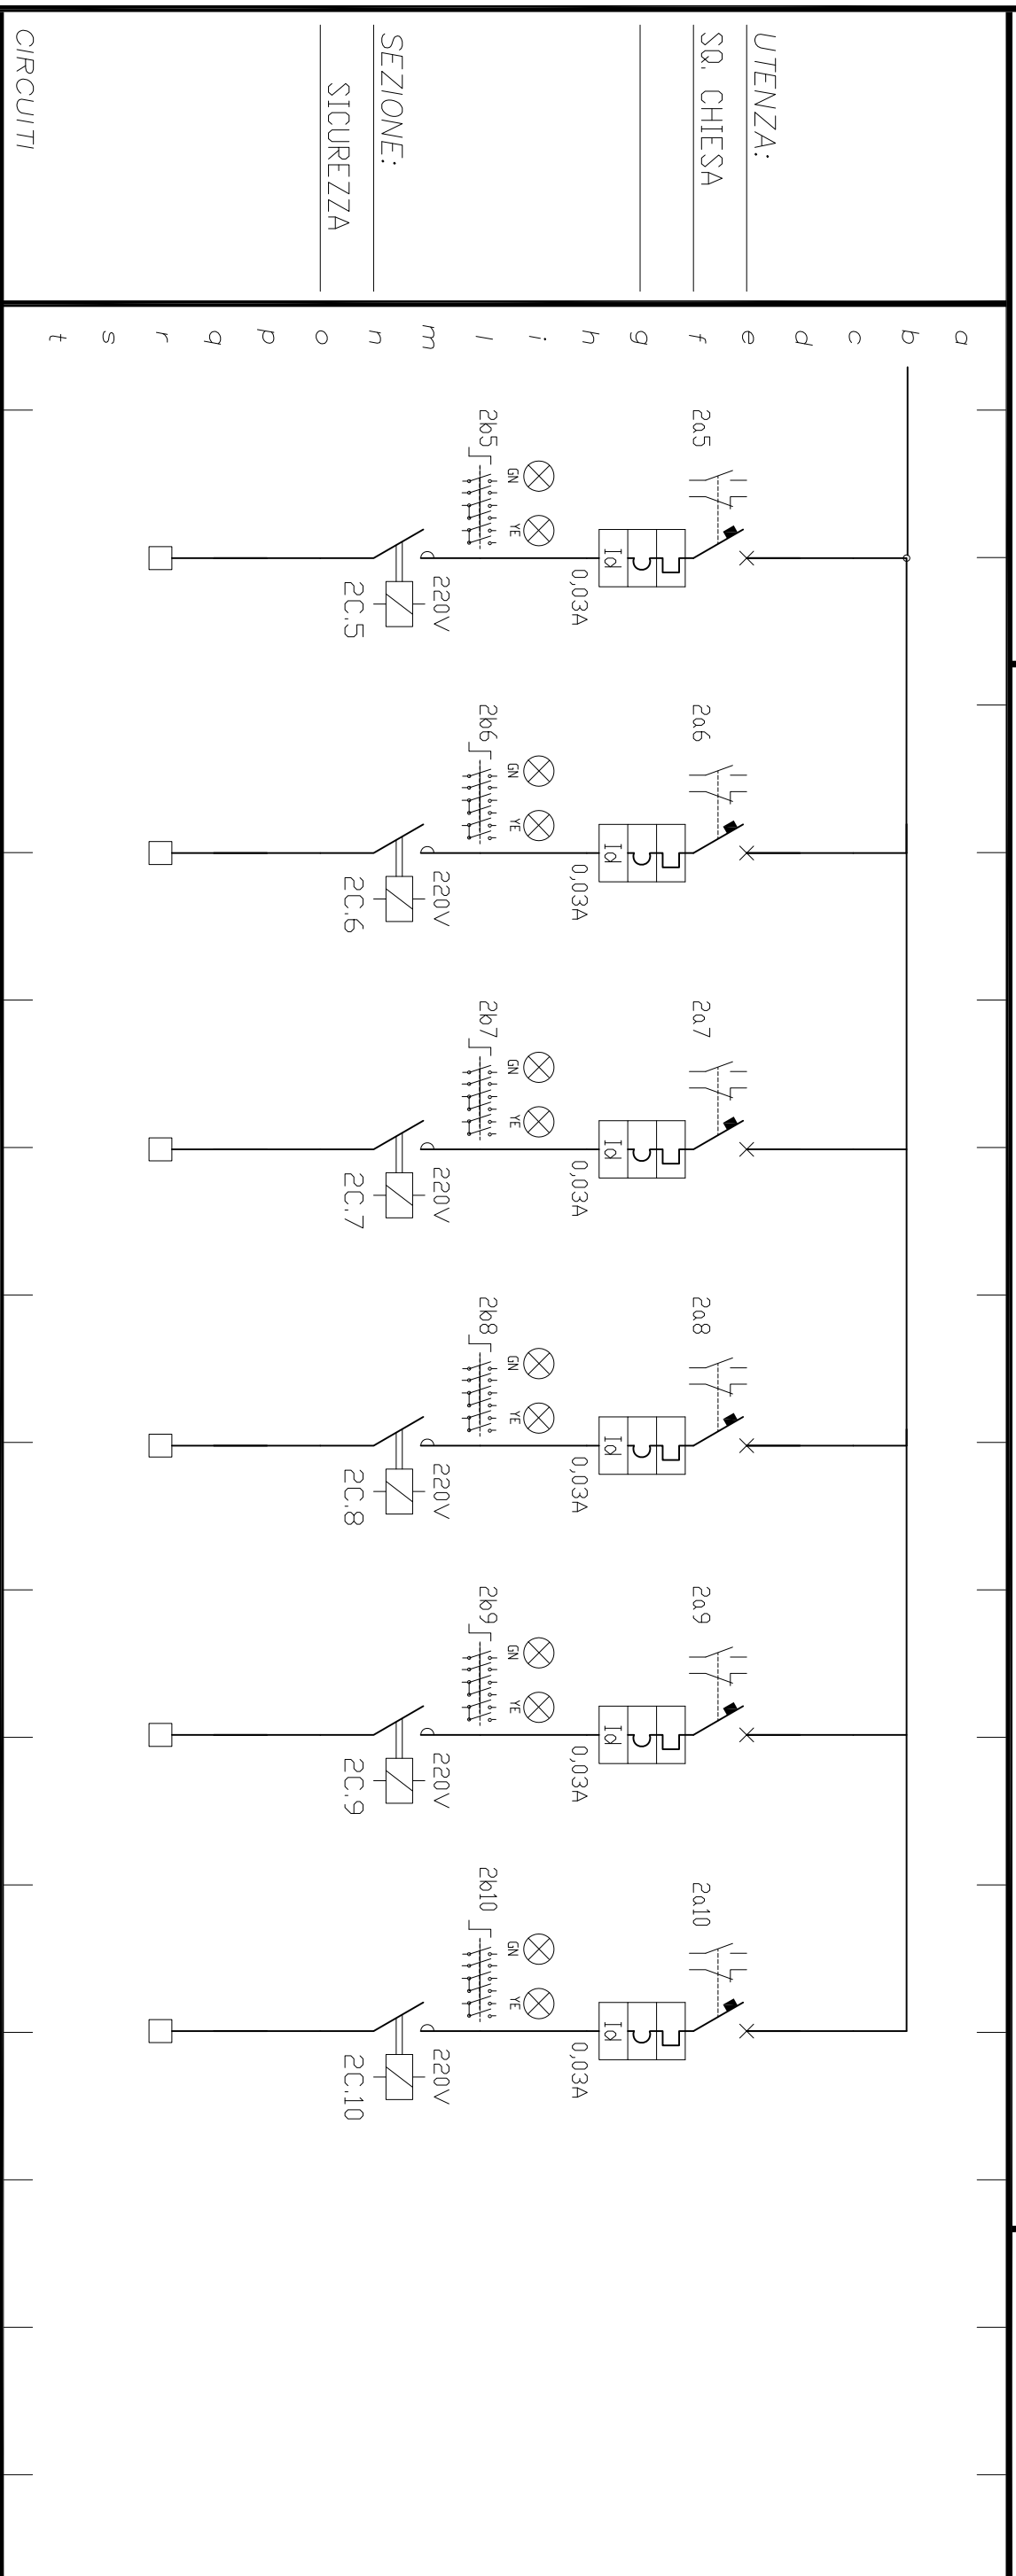 UTENZA:
SQ. CHIESA
SEZIONE:
SICUREZZA
CIRCUITI
a
b
c
d
e
f
g
h
i
l
m
n
o
p
q
r
s
t
2a5
2a6
2a7
2a8
2a9
2a10
Id
Id
Id
Id
Id
Id
0,03A
0,03A
0,03A
0,03A
0,03A
0,03A
GN YE
GN YE
GN YE
GN YE
GN YE
GN YE
2b5
2b6
2b7
2b8
2b9
2b10
220V
220V
220V
220V
220V
220V
2C.5
2C.6
2C.7
2C.8
2C.9
2C.10